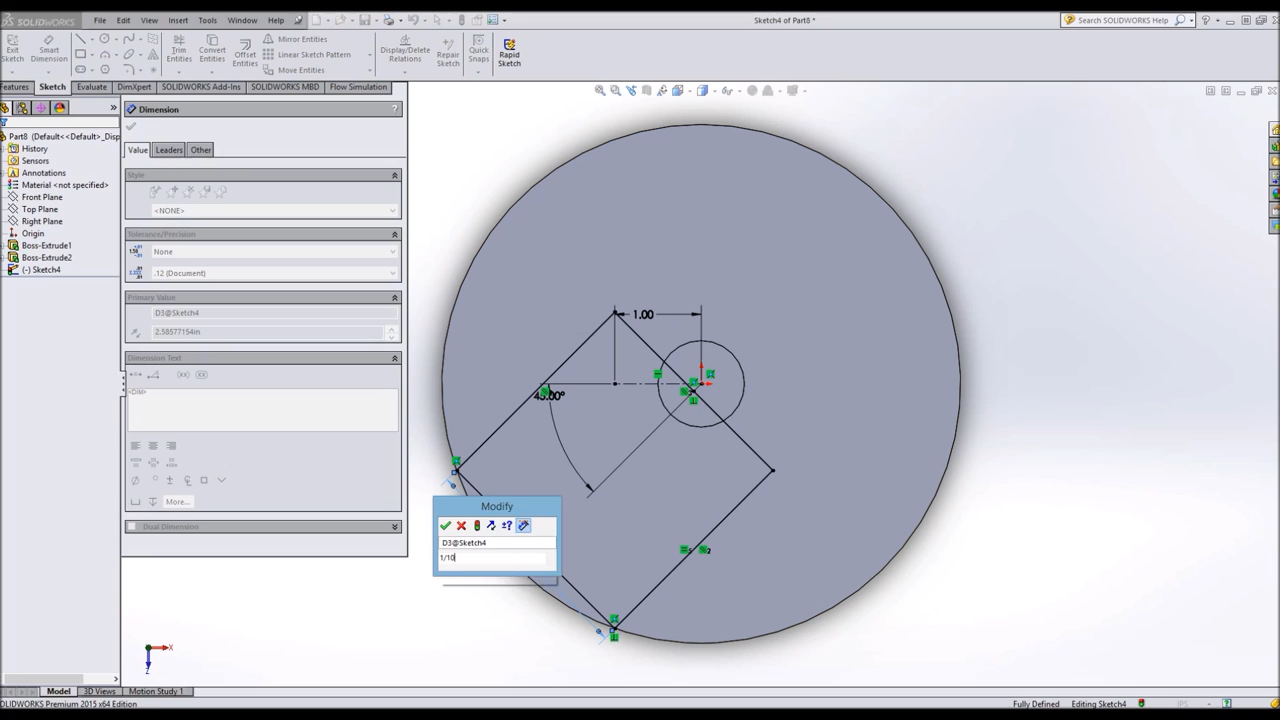 SOLIDWORKS
File
Edit
View
Insert
Tools
Window
Help
Sketch4 of Part8 *
Search SOLIDWORKS Help
Exit Sketch
Smart Dimension
Trim Entities
Convert Entities
Offset Entities
Mirror Entities
Linear Sketch Pattern
Move Entities
Display/Delete Relations
Repair Sketch
Quick Snaps
Rapid Sketch
Features
Sketch
Evaluate
DimXpert
SOLIDWORKS Add-Ins
SOLIDWORKS MBD
Flow Simulation
Part8 (Default<<Default>_Disp
History
Sensors
Annotations
Material <not specified>
Front Plane
Top Plane
Right Plane
Origin
Boss-Extrude1
Boss-Extrude2
(-) Sketch4
Dimension
Value
Leaders
Other
Style
<NONE>
Tolerance/Precision
None
.12 (Document)
Primary Value
D3@Sketch4
2.58577154in
Dimension Text
<DIM>
More...
Dual Dimension
1.00
45.00°
Modify
D3@Sketch4
1/10
X
Z
Model
3D Views
Motion Study 1
SOLIDWORKS Premium 2015 x64 Edition
Fully Defined
Editing Sketch4
IPS